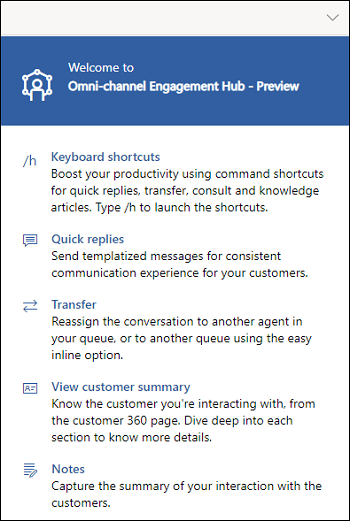 Welcome to
Omni-channel Engagement Hub - Preview
/h Keyboard shortcuts
Boost your productivity using command shortcuts
for quick replies, transfer, consult and knowledge
articles. Type /h to launch the shortcuts.
Quick replies
Send templatized messages for consistent
communication experience for your customers.
Transfer
Reassign the conversation to another agent in
your queue, or to another queue using the easy
inline option.
View customer summary
Know the customer you're interacting with, from
the customer 360 page. Dive deep into each
section to know more details.
Notes
Capture the summary of your interaction with the
customers.